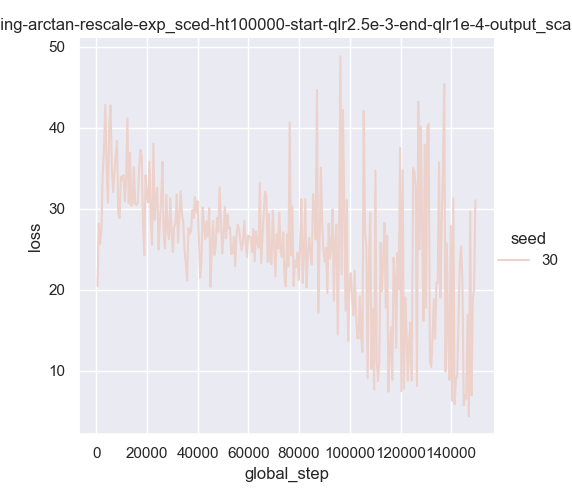 ing-arctan-rescale-exp_sced-ht100000-start-qlr2.5e-3-end-qlr1e-4-output_sca
50
40
30
20
10
loss
0 20000 40000 60000 80000 100000 120000 140000
global_step
seed
30